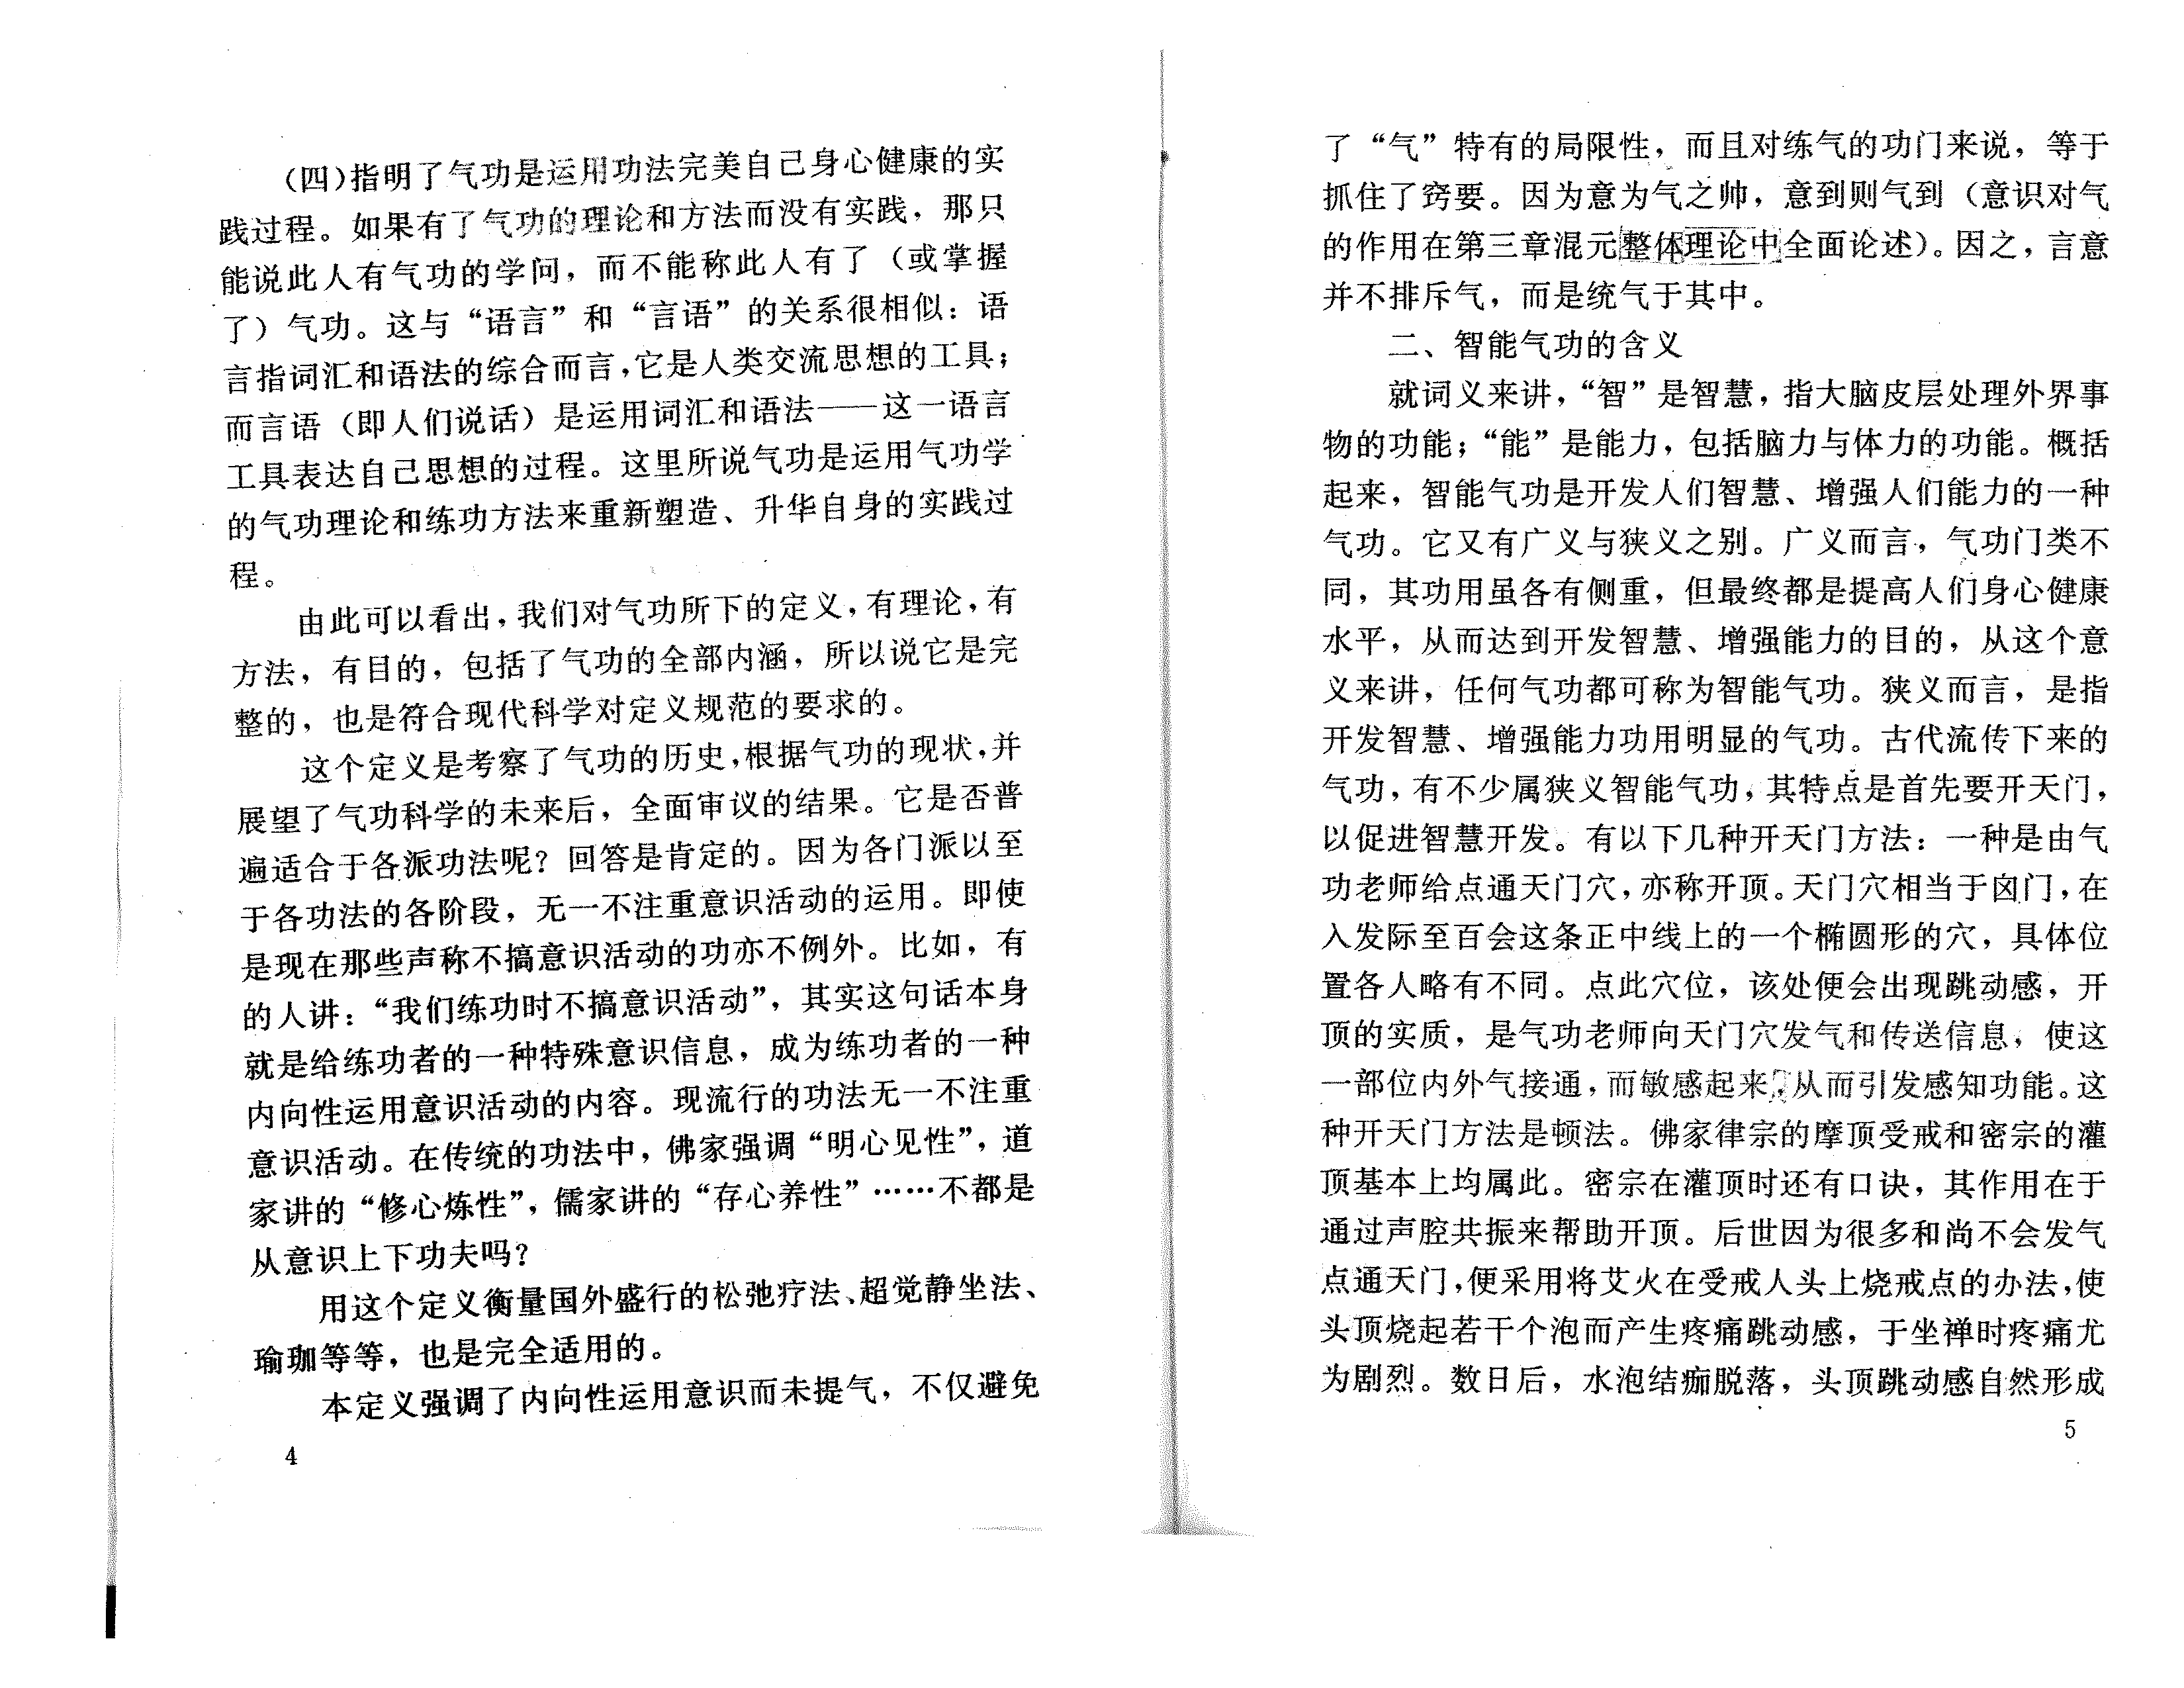 （四）指明了气功是运用功法完美自己身心健康的实
践过程。如果有了气功的理论和方法而没有实践，那只
能说此人有气功的学问，而不能称此人有了（或掌握
了）气功。这与“语言”和“言语”的关系很相似：语
言指词汇和语法的综合而言，它是人类交流思想的工具；
而言语（即人们说话）是运用词汇和语法——这一语言
工具表达自己思想的过程。这里所说气功是运用气功学
的气功理论和练功方法来重新塑造、升华自身的实践过
程。
由此可以看出，我们对气功所下的定义，有理论，有
方法，有目的，包括了气功的全部内涵，所以说它是完
整的，也是符合现代科学对定义规范的要求的。
这个定义是考察了气功的历史，根据气功的现状，并
展望了气功科学的未来后，全面审议的结果。它是否普
遍适合于各派功法呢？回答是肯定的。因为各门派以至
于各功法的各阶段，无一不注重意识活动的运用。即使
是现在那些声称不搞意识活动的功亦不例外。比如，有
的人讲：“我们练功时不搞意识活动”，其实这句话本身
就是给练功者的一种特殊意识信息，成为练功者的一种
内向性运用意识活动的内容。现流行的功法无一不注重
意识活动。在传统的功法中，佛家强调“明心见性”，道
家讲的“修心炼性”，儒家讲的“存心养性”……不都是
从意识上下功夫吗？
用这个定义衡量国外盛行的松弛疗法、超觉静坐法、
瑜珈等等，也是完全适用的。
本定义强调了内向性运用意识而未提气，不仅避免
4
了“气”特有的局限性，而且对练气的功门来说，等于
抓住了窍要。因为意为气之帅，意到则气到（意识对气
的作用在第三章混元整体理论中全面论述）。因之，言意
并不排斥气，而是统气于其中。
二、智能气功的含义
就词义来讲，“智”是智慧，指大脑皮层处理外界事
物的功能；“能”是能力，包括脑力与体力的功能。概括
起来，智能气功是开发人们智慧、增强人们能力的一种
气功。它又有广义与狭义之别。广义而言，气功门类不
同，其功用虽各有侧重，但最终都是提高人们身心健康
水平，从而达到开发智慧、增强能力的目的，从这个意
义来讲，任何气功都可称为智能气功。狭义而言，是指
开发智慧、增强能力功用明显的气功。古代流传下来的
气功，有不少属狭义智能气功，其特点是首先要开天门，
以促进智慧开发。有以下几种开天门方法：一种是由气
功老师给点通天门穴，亦称开顶。天门穴相当于囟门，在
入发际至百会这条正中线上的一个椭圆形的穴，具体位
置各人略有不同。点此穴位，该处便会出现跳动感，开
顶的实质，是气功老师向天门穴发气和传送信息，使这
一部位内外气接通，而敏感起来，从而引发感知功能。这
种开天门方法是顿法。佛家律宗的摩顶受戒和密宗的灌
顶基本上均属此。密宗在灌顶时还有口诀，其作用在于
通过声腔共振来帮助开顶。后世因为很多和尚不会发气
点通天门，便采用将艾火在受戒人头上烧戒点的办法，使
头顶烧起若干个泡而产生疼痛跳动感，于坐禅时疼痛尤
为剧烈。数日后，水泡结痂脱落，头顶跳动感自然形成
5